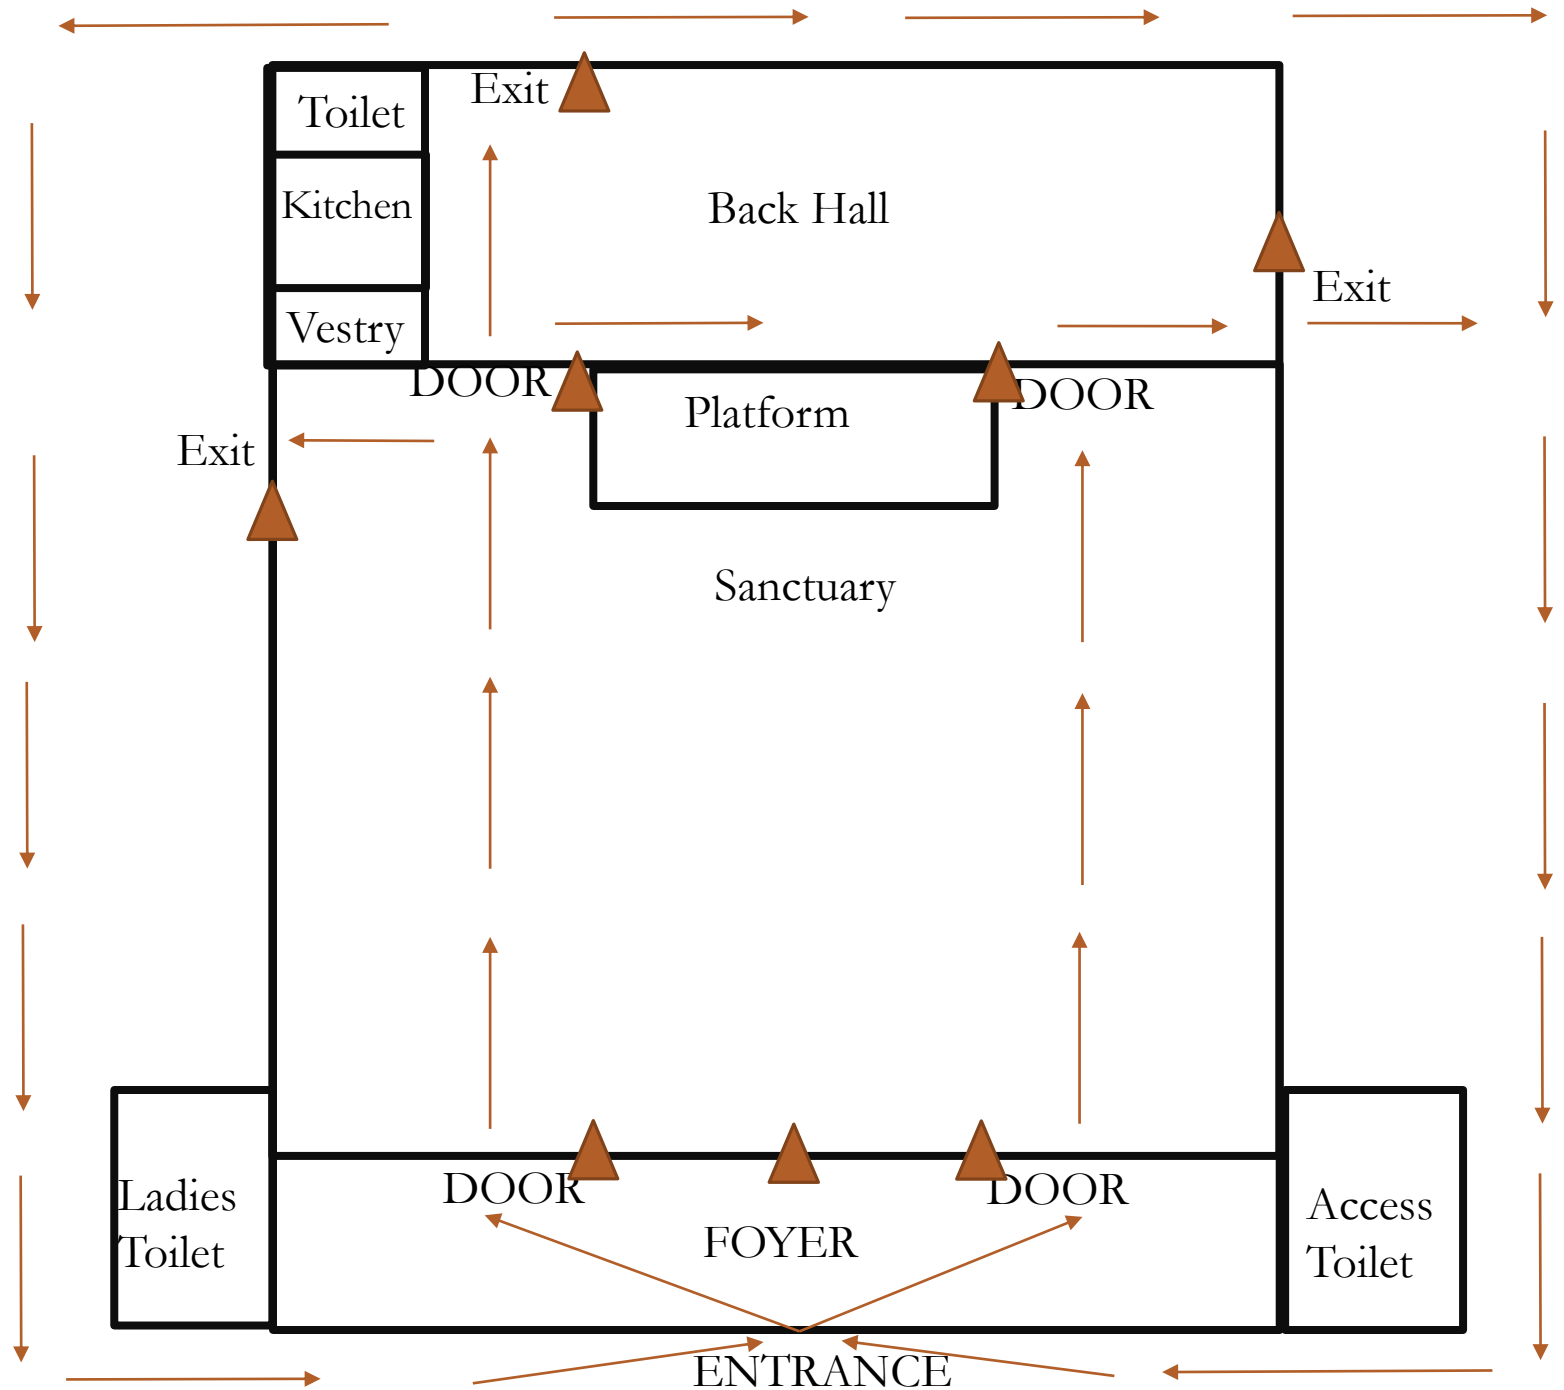 Exit
Toilet
Kitchen
Back Hall
Exit
Vestry
DOOR
Platform
DOOR
Exit
Sanctuary
DOOR
DOOR
Ladies
Toilet
FOYER
Access
Toilet
ENTRANCE